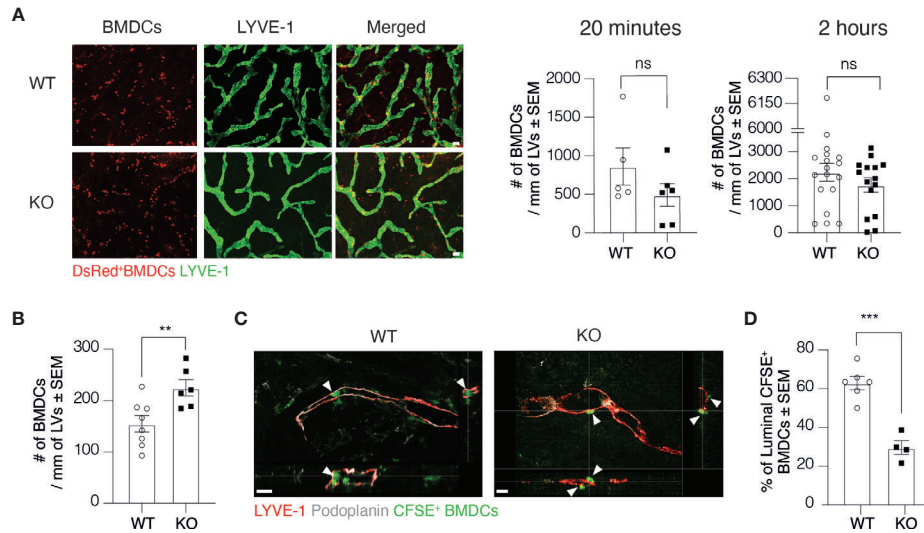 A
BMDCs LYVE-1 Merged
WT
KO
DsRed⁺BMDCs LYVE-1
20 minutes
# of BMDCs
/ mm of LVs ± SEM
2000
1500
1000
500
0
ns
WT KO
2 hours
# of BMDCs
/ mm of LVs ± SEM
6300
6150
6000
3000
2000
1000
0
ns
WT KO
B
# of BMDCs
/ mm of LVs ± SEM
300
200
100
0
**
WT KO
C
WT KO
LYVE-1 Podoplanin CFSE⁺ BMDCs
D
% of Luminal CFSE⁺
BMDCs ± SEM
80
60
40
20
0
***
WT KO